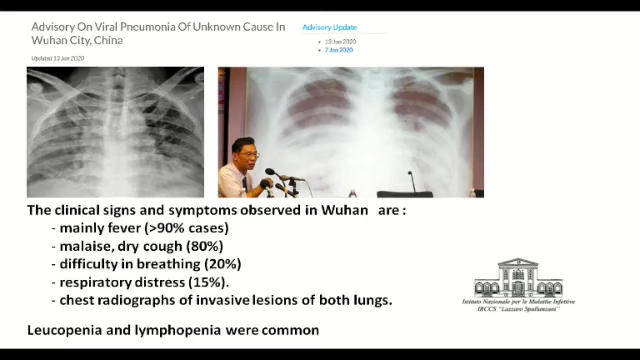 Advisory On Viral Pneumonia Of Unknown Cause In
Wuhan City, China
Updated 13 Jan 2020
Advisory Update
• 13 Jan 2020
• 7 Jan 2020
The clinical signs and symptoms observed in Wuhan are :
- mainly fever (>90% cases)
- malaise, dry cough (80%)
- difficulty in breathing (20%)
- respiratory distress (15%).
- chest radiographs of invasive lesions of both lungs.
Leucopenia and lymphopenia were common
Istituto Nazionale per le Malattie Infettive
IRCCS "Lazzaro Spallanzani"